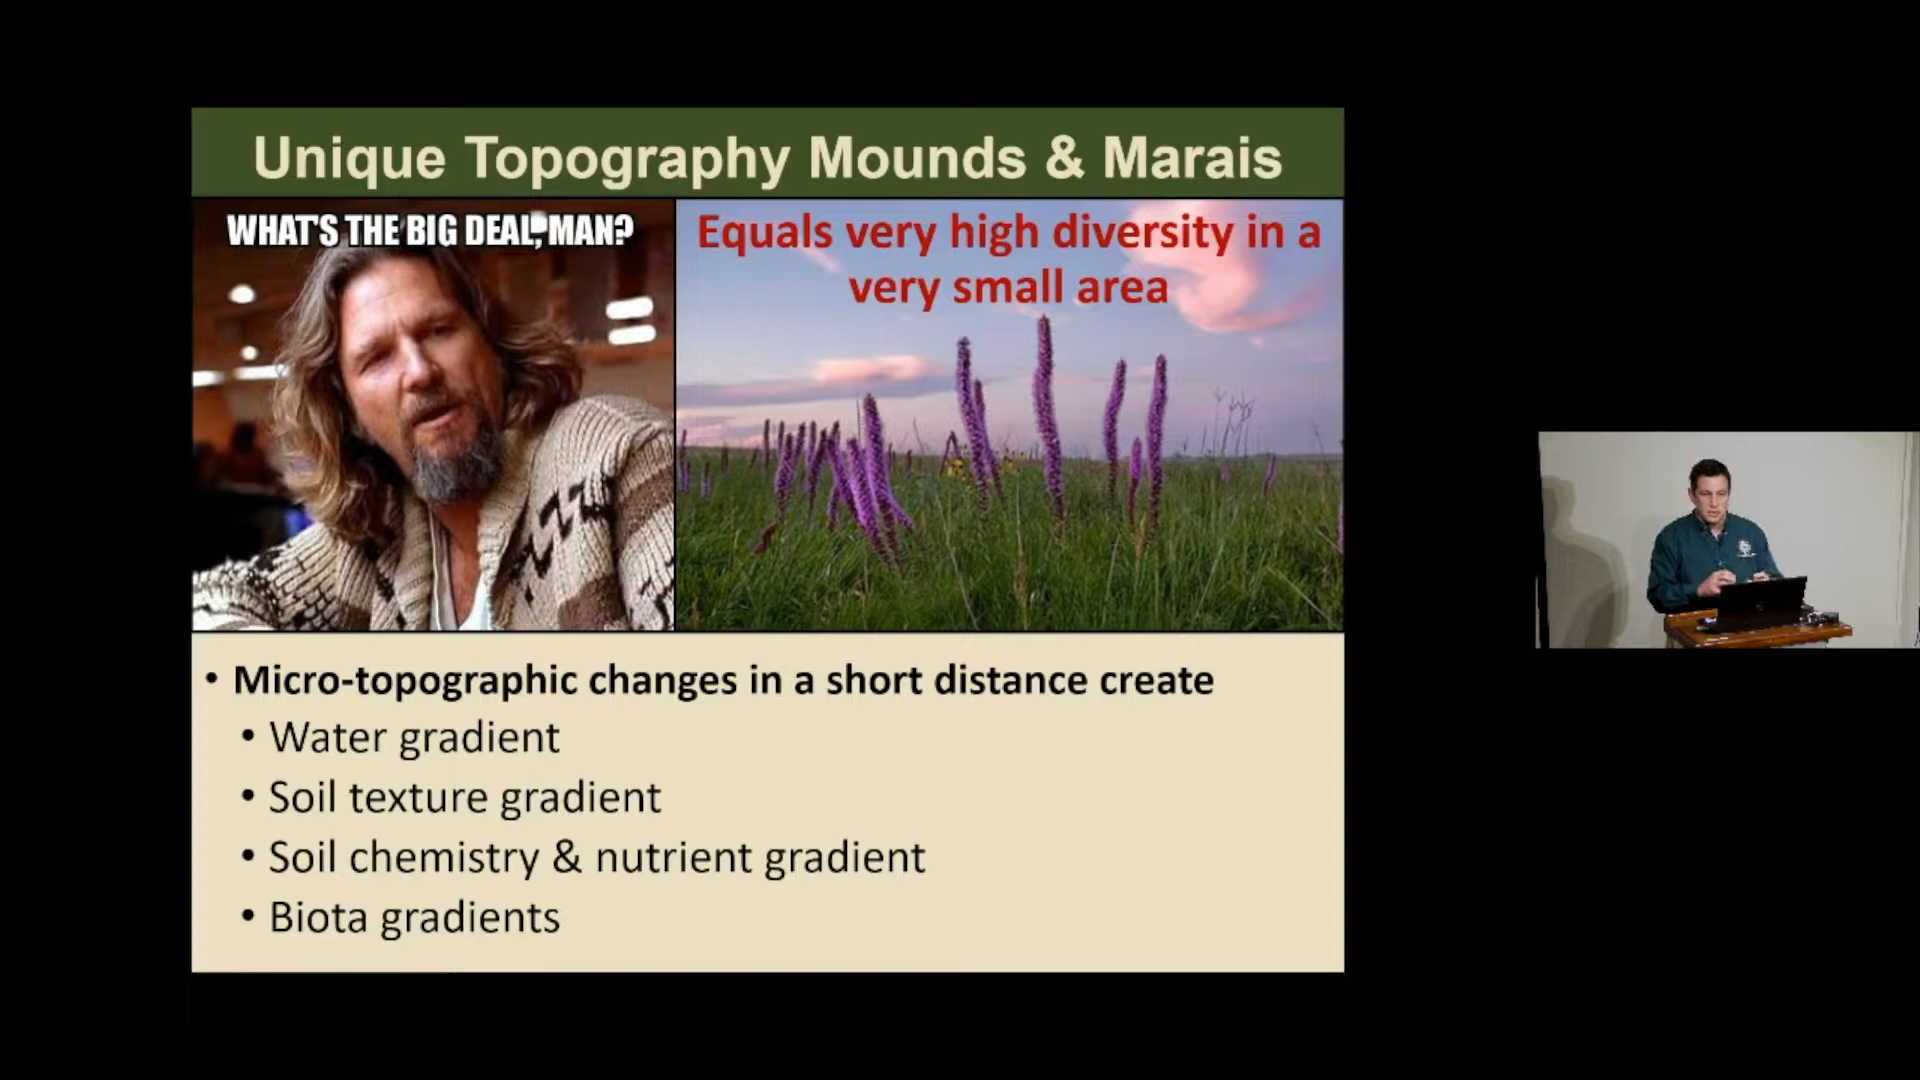 Unique Topography Mounds & Marais
WHAT'S THE BIG DEAL, MAN?
Equals very high diversity in a
very small area
• Micro-topographic changes in a short distance create
• Water gradient
• Soil texture gradient
• Soil chemistry & nutrient gradient
• Biota gradients